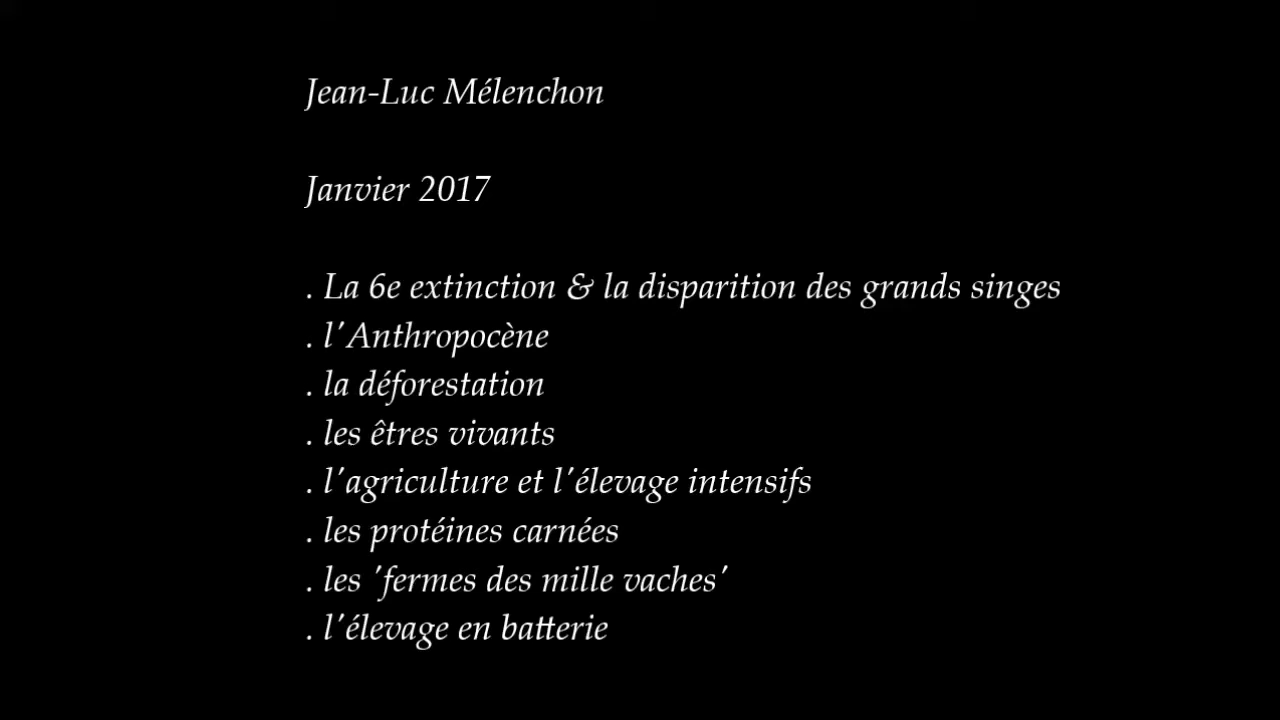 Jean-Luc Mélenchon
Janvier 2017
. La 6e extinction & la disparition des grands singes
. l'Anthropocène
. la déforestation
. les êtres vivants
. l'agriculture et l'élevage intensifs
. les protéines carnées
. les 'fermes des mille vaches'
. l'élevage en batterie